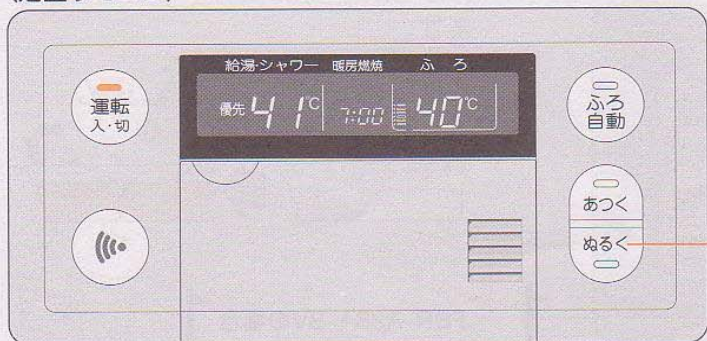 給湯・シャワー 暖房燃焼 ふろ
優先 41℃ 7:00 40℃
運転
入・切
ふろ
自動
あつく
ぬるく